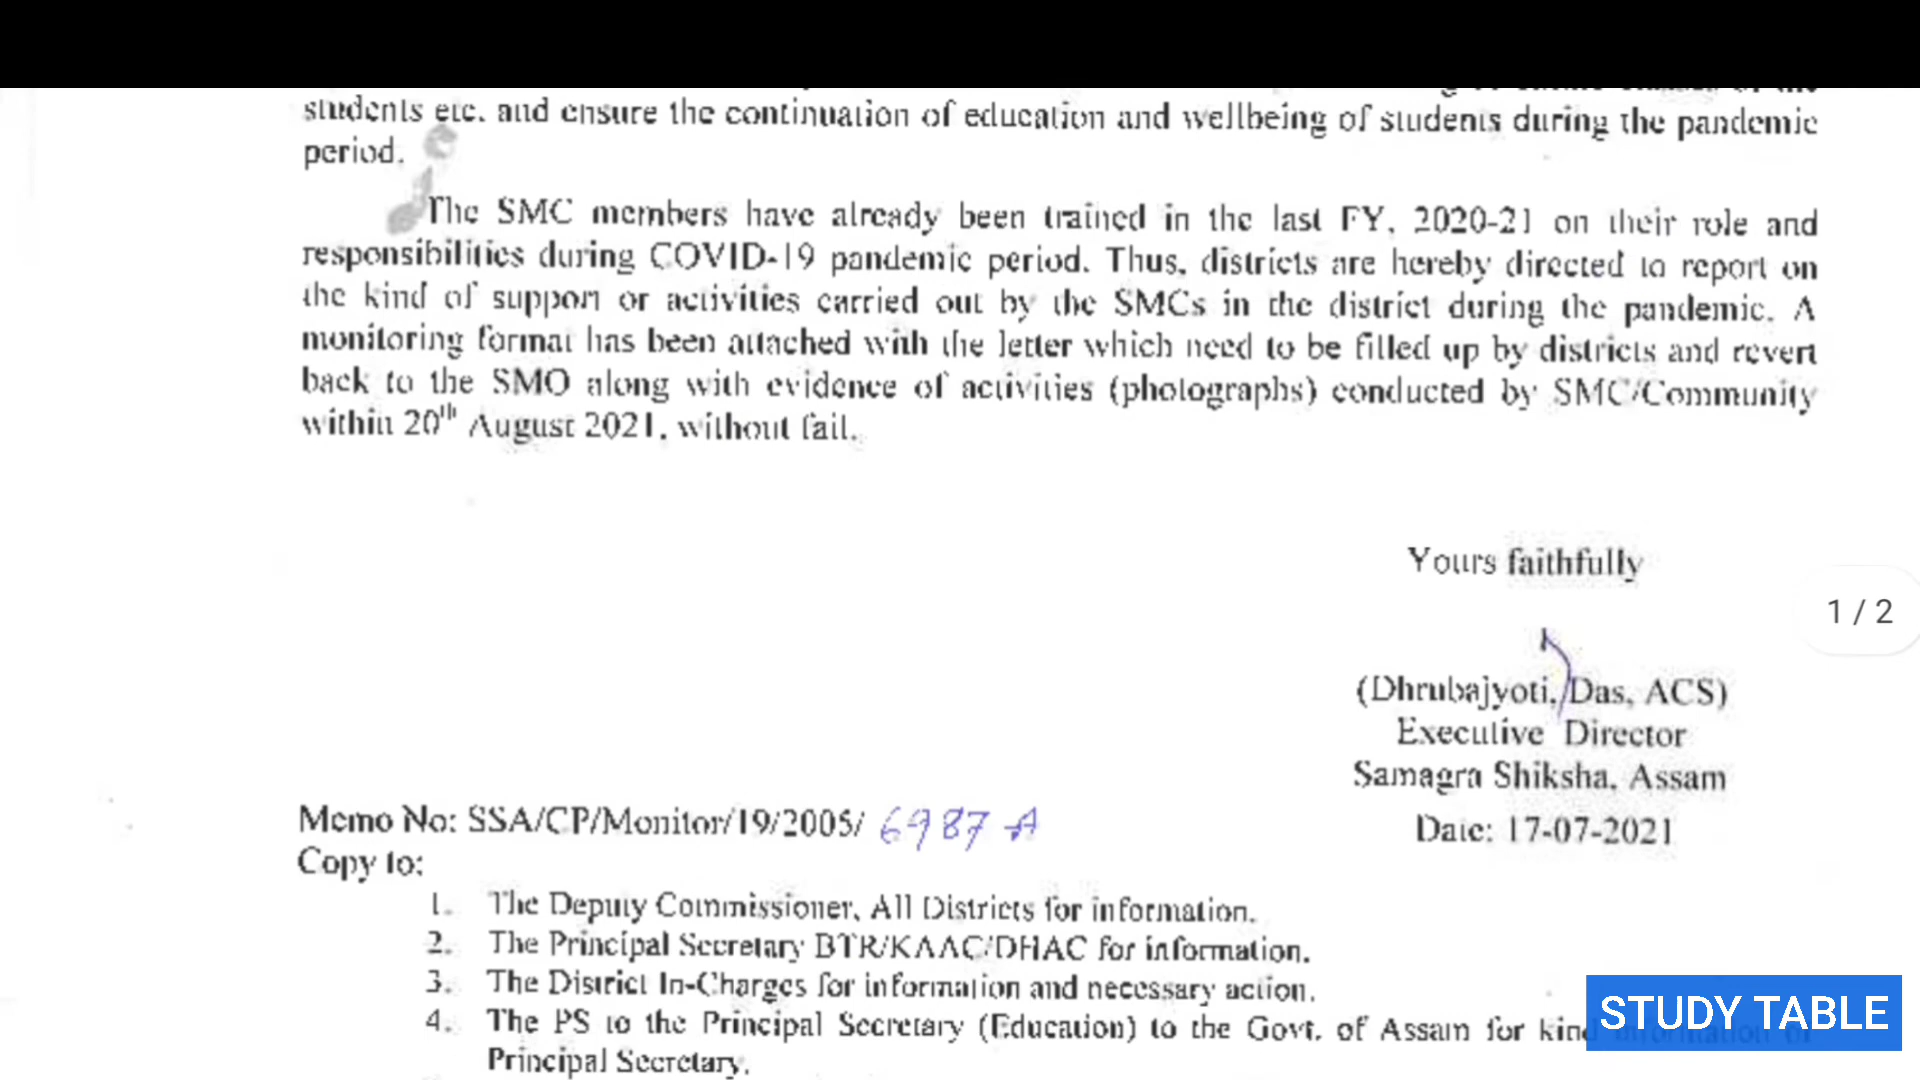 students etc. and ensure the continuation of education and wellbeing of students during the pandemic
period.
The SMC members have already been trained in the last FY, 2020-21 on their role and
responsibilities during COVID-19 pandemic period. Thus, districts are hereby directed to report on
the kind of support or activities carried out by the SMCs in the district during the pandemic. A
monitoring format has been attached with the letter which need to be filled up by districts and revert
back to the SMO along with evidence of activities (photographs) conducted by SMC/Community
within 20th August 2021, without fail.
Yours faithfully
1 / 2
(Dhrubajyoti, Das, ACS)
Executive Director
Samagra Shiksha, Assam
Memo No: SSA/CP/Monitor/19/2005/ 6987 A
Date: 17-07-2021
Copy to:
1. The Deputy Commissioner, All Districts for information.
2. The Principal Secretary BTR/KAAC/DHAC for information.
3. The District In-Charges for information and necessary action.
4. The PS to the Principal Secretary (Education) to the Govt. of Assam for kind information of
Principal Secretary.
STUDY TABLE